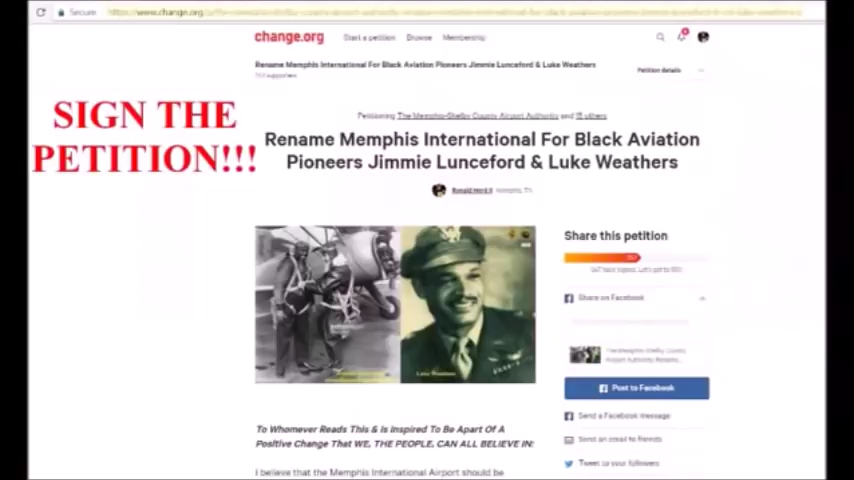 Secure
change.org
Start a petition Browse Membership
Rename Memphis International For Black Aviation Pioneers Jimmie Lunceford & Luke Weathers
Petition details
SIGN THE
PETITION!!!
Petitioning The Memphis-Shelby County Airport Authority and 15 others
Rename Memphis International For Black Aviation
Pioneers Jimmie Lunceford & Luke Weathers
Share this petition
Share on Facebook
Post to Facebook
Send a Facebook message
Send an email to friends
Tweet to your followers
To Whomever Reads This & Is Inspired To Be Apart Of A
Positive Change That WE, THE PEOPLE, CAN ALL BELIEVE IN:
I believe that the Memphis International Airport should be